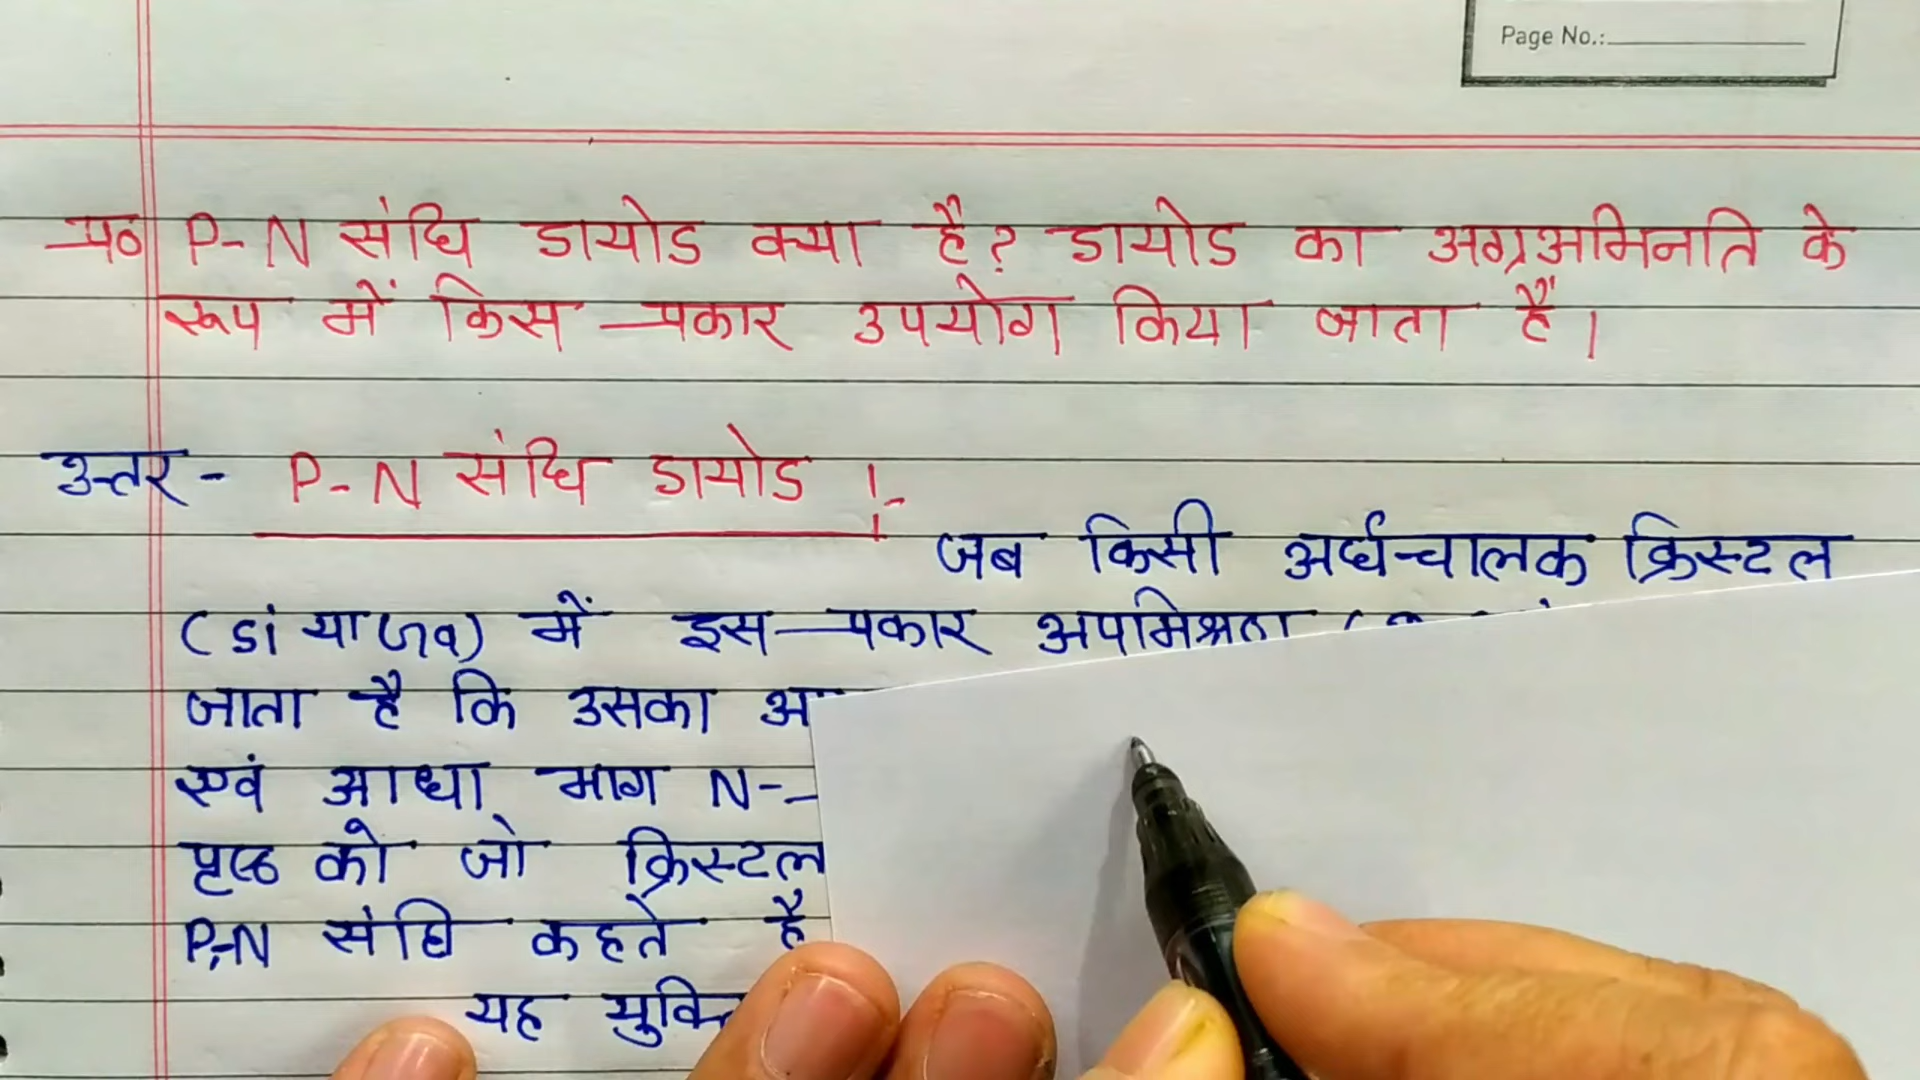 Page No.:
प्र० P-N संधि डायोड क्या है? डायोड का अग्रअभिनति के
रूप में किस प्रकार उपयोग किया जाता हैं।
उत्तर - P-N संधि डायोड :-
जब किसी अर्धचालक क्रिस्टल
(Si या Ge) में इस प्रकार अपमिश्रण
जाता है कि उसका
एवं आधा भाग N-
पृष्ठ को जो क्रिस्टल
P-N संधि कहते है
यह